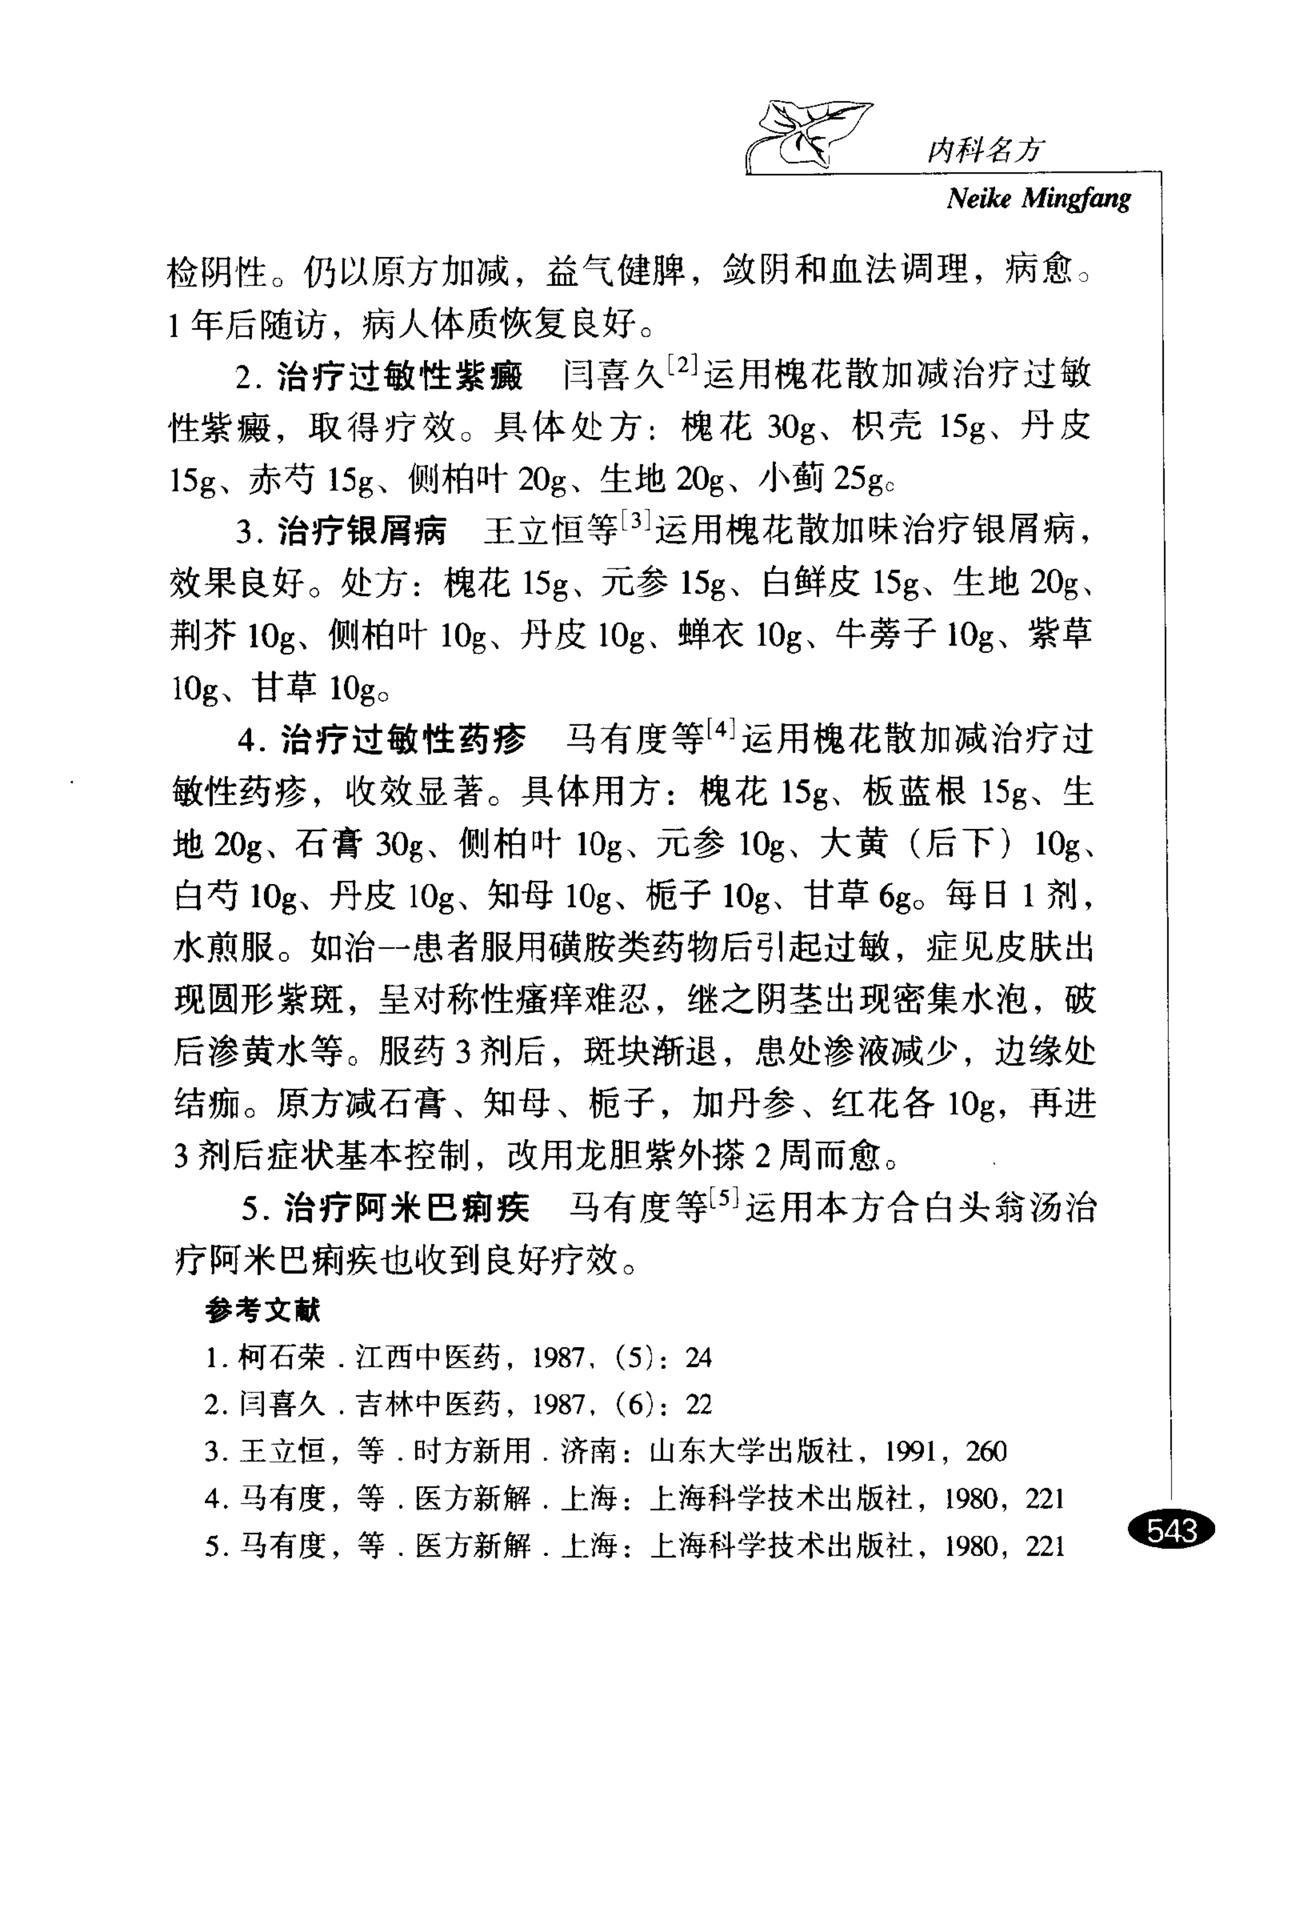 内科名方
Neike Mingfang
检阴性。仍以原方加减，益气健脾，敛阴和血法调理，病愈。
1年后随访，病人体质恢复良好。
2. 治疗过敏性紫癜　闫喜久[2]运用槐花散加减治疗过敏
性紫癜，取得疗效。具体处方：槐花 30g、枳壳 15g、丹皮
15g、赤芍 15g、侧柏叶 20g、生地 20g、小蓟 25g。
3. 治疗银屑病　王立恒等[3]运用槐花散加味治疗银屑病，
效果良好。处方：槐花 15g、元参 15g、白鲜皮 15g、生地 20g、
荆芥 10g、侧柏叶 10g、丹皮 10g、蝉衣 10g、牛蒡子 10g、紫草
10g、甘草 10g。
4. 治疗过敏性药疹　马有度等[4]运用槐花散加减治疗过
敏性药疹，收效显著。具体用方：槐花 15g、板蓝根 15g、生
地 20g、石膏 30g、侧柏叶 10g、元参 10g、大黄（后下）10g、
白芍 10g、丹皮 10g、知母 10g、栀子 10g、甘草 6g。每日 1 剂，
水煎服。如治一患者服用磺胺类药物后引起过敏，症见皮肤出
现圆形紫斑，呈对称性瘙痒难忍，继之阴茎出现密集水泡，破
后渗黄水等。服药 3 剂后，斑块渐退，患处渗液减少，边缘处
结痂。原方减石膏、知母、栀子，加丹参、红花各 10g，再进
3 剂后症状基本控制，改用龙胆紫外搽 2 周而愈。
5. 治疗阿米巴痢疾　马有度等[5]运用本方合白头翁汤治
疗阿米巴痢疾也收到良好疗效。
参考文献
1. 柯石荣．江西中医药，1987，(5)：24
2. 闫喜久．吉林中医药，1987，(6)：22
3. 王立恒，等．时方新用．济南：山东大学出版社，1991，260
4. 马有度，等．医方新解．上海：上海科学技术出版社，1980，221
5. 马有度，等．医方新解．上海：上海科学技术出版社，1980，221
543